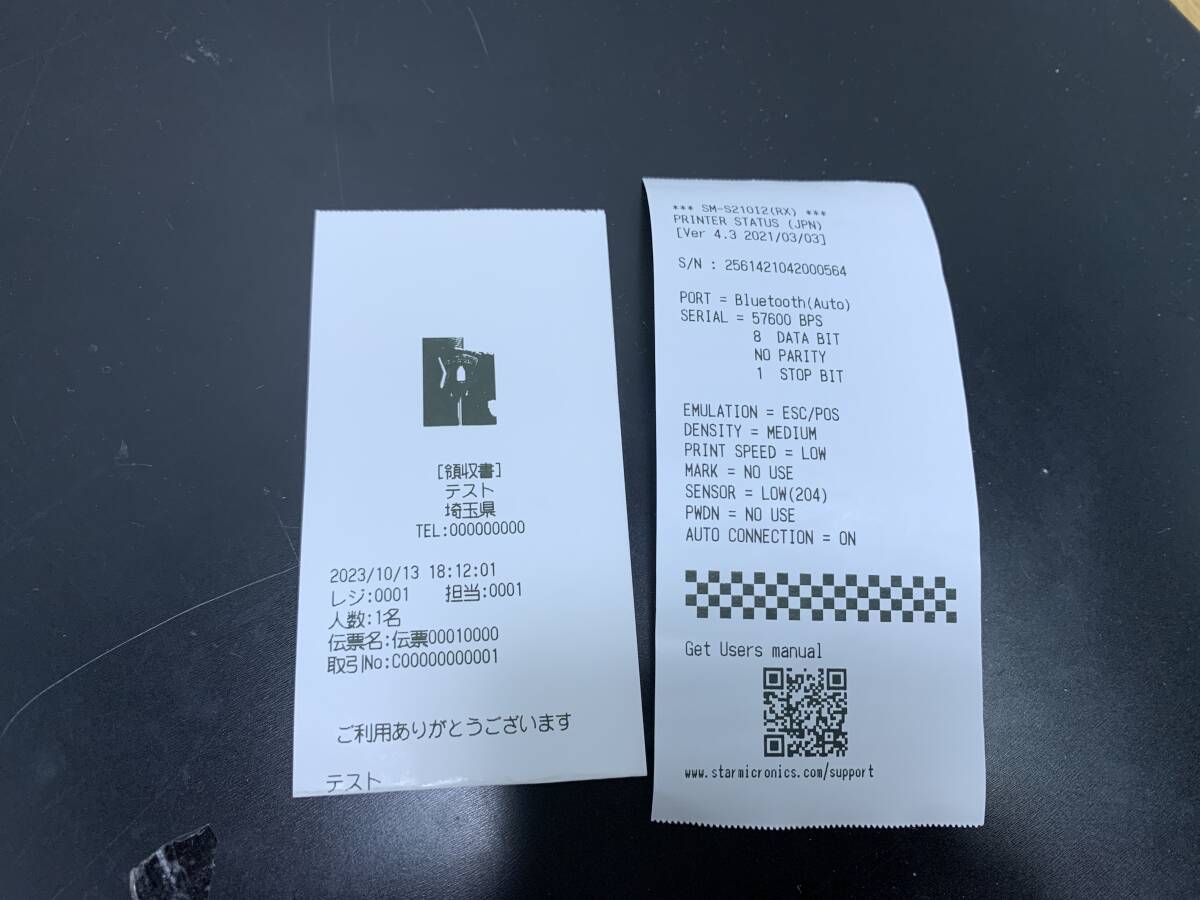 [領収書]
テスト
埼玉県
TEL:000000000
2023/10/13 18:12:01
レジ:0001 担当:0001
人数:1名
伝票名:伝票00010000
取引No:C00000000001
ご利用ありがとうございます
テスト
*** SM-S210I2(RX) ***
PRINTER STATUS (JPN)
[Ver 4.3 2021/03/03]
S/N : 2561421042000564
PORT = Bluetooth(Auto)
SERIAL = 57600 BPS
8 DATA BIT
NO PARITY
1 STOP BIT
EMULATION = ESC/POS
DENSITY = MEDIUM
PRINT SPEED = LOW
MARK = NO USE
SENSOR = LOW(204)
PWDN = NO USE
AUTO CONNECTION = ON
Get Users manual
www.starmicronics.com/support